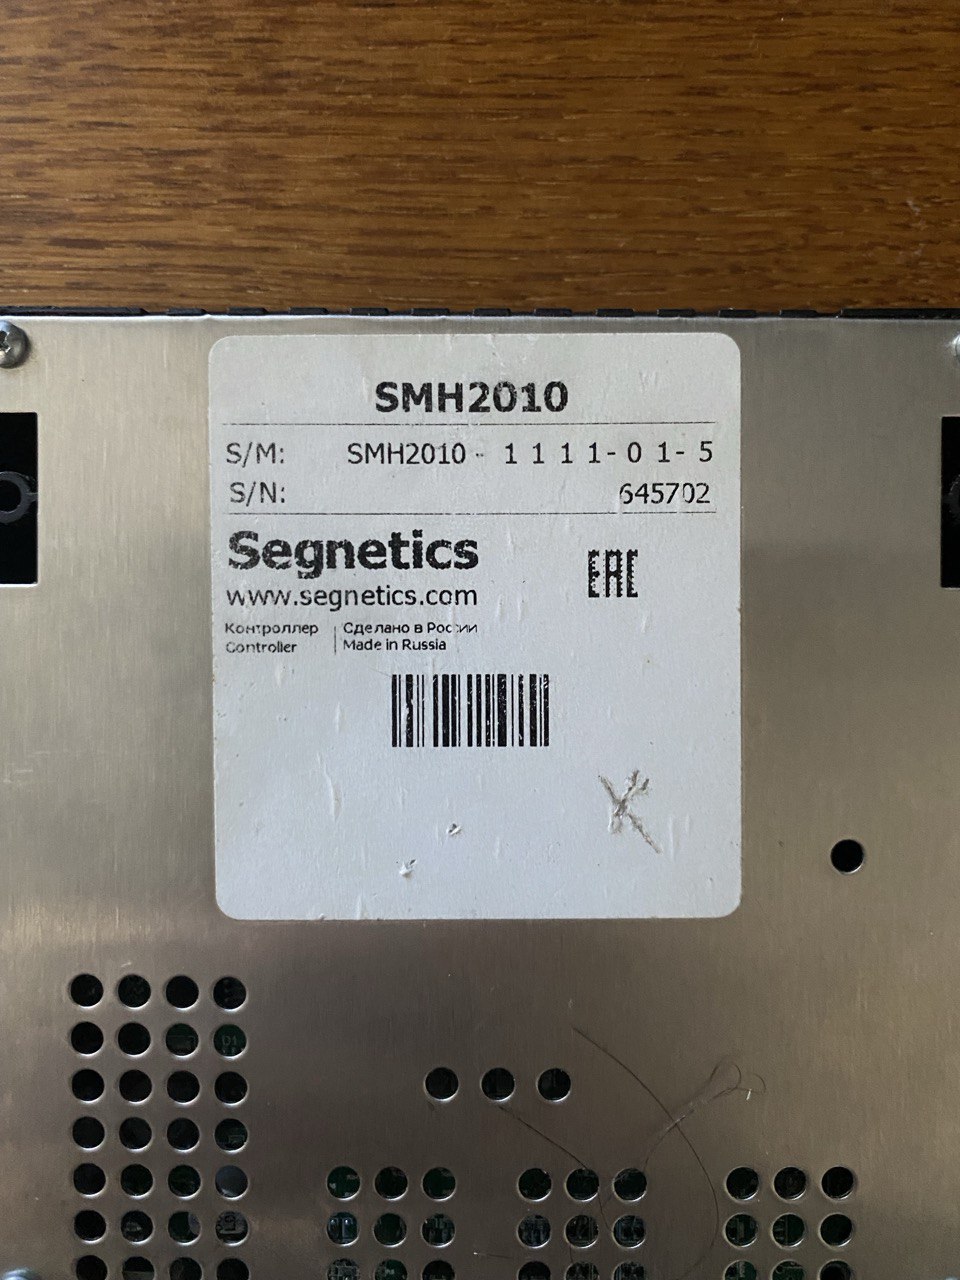 SMH2010
S/M: SMH2010 - 1 1 1 1 - 0 1 - 5
S/N: 645702
Segnetics
EAC
www.segnetics.com
Контроллер | Сделано в России
Controller | Made in Russia
K
D1